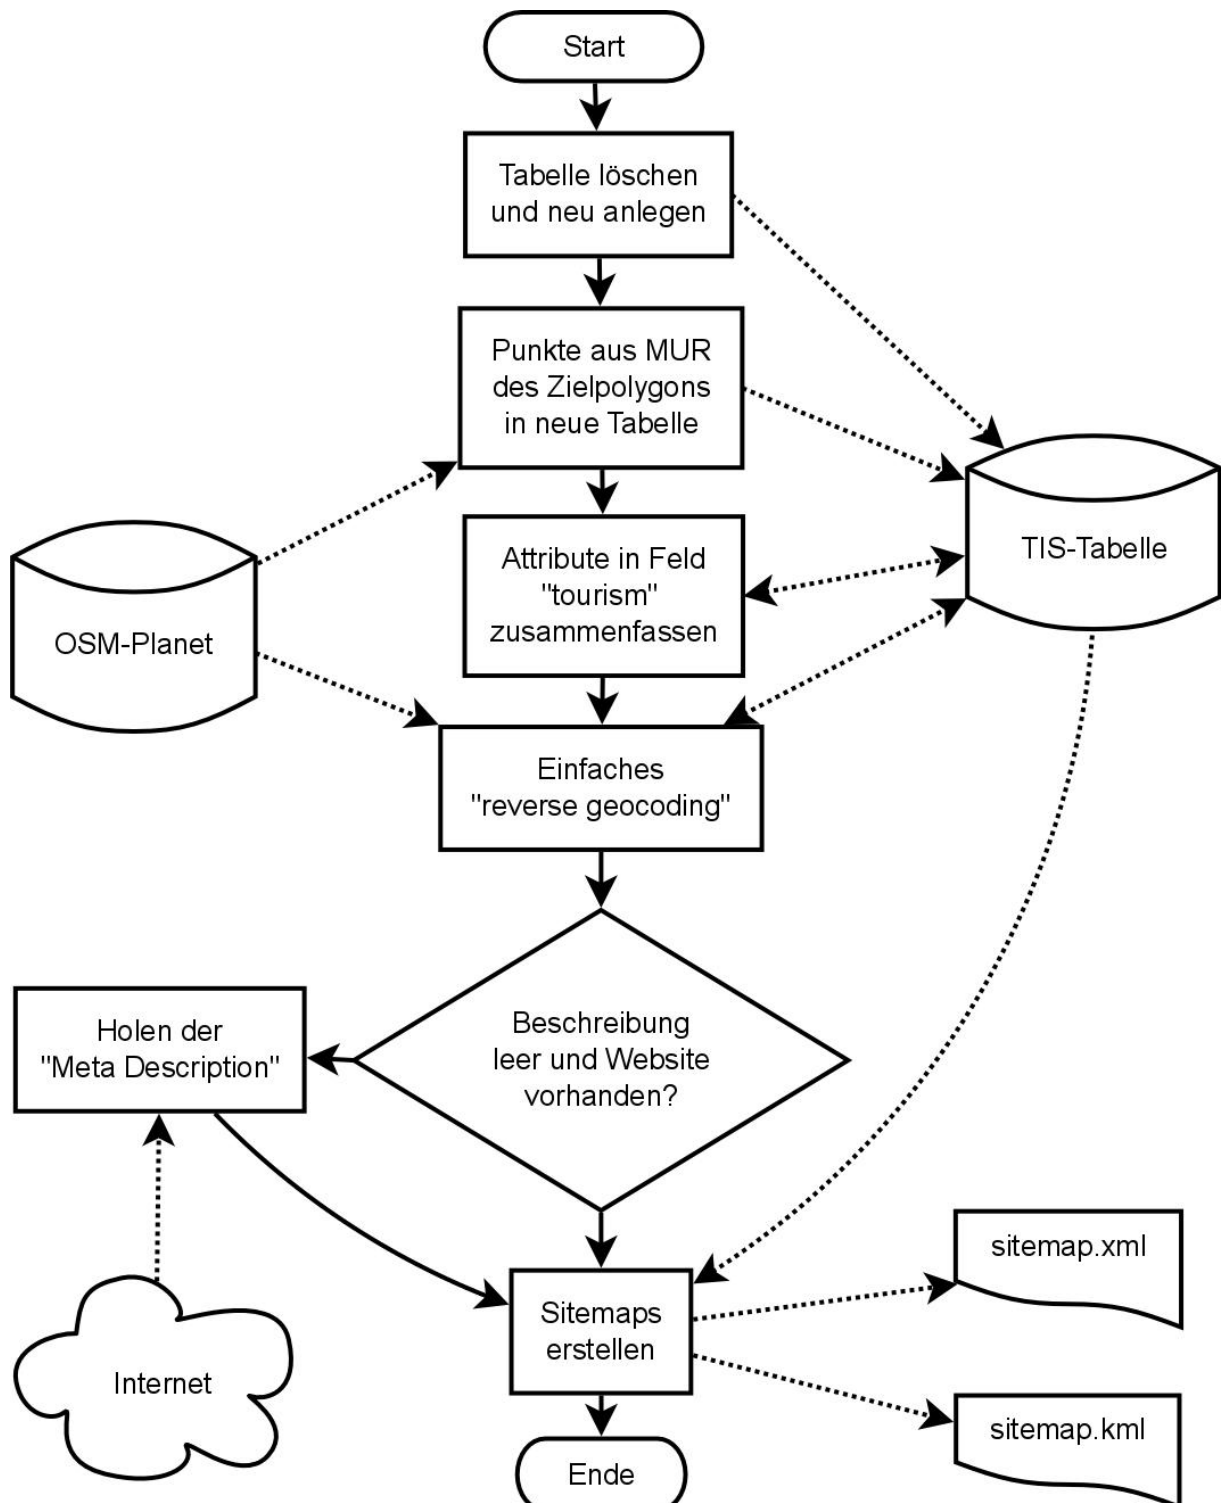 Start
Tabelle löschen
und neu anlegen
Punkte aus MUR
des Zielpolygons
in neue Tabelle
TIS-Tabelle
Attribute in Feld
"tourism"
zusammenfassen
OSM-Planet
Einfaches
"reverse geocoding"
Beschreibung
leer und Website
vorhanden?
Holen der
"Meta Description"
sitemap.xml
Sitemaps
erstellen
Internet
sitemap.kml
Ende